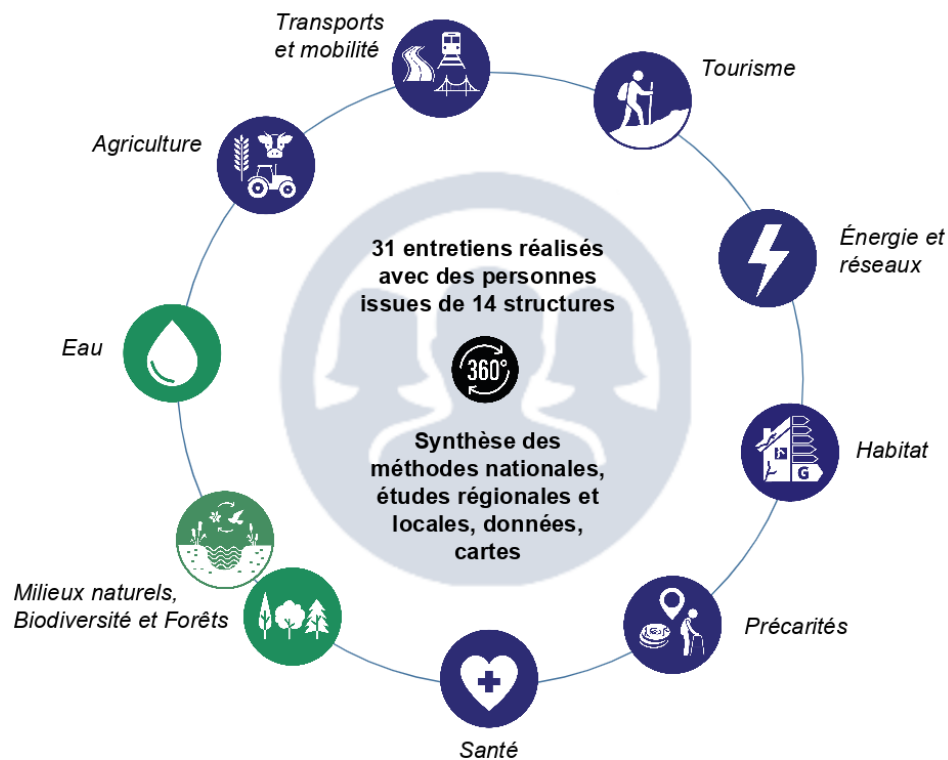 Transports
et mobilité
Tourisme
Agriculture
Énergie et
réseaux
31 entretiens réalisés
avec des personnes
issues de 14 structures
360°
Eau
Synthèse des
méthodes nationales,
études régionales et
locales, données,
cartes
Habitat
G
Milieux naturels,
Biodiversité et Forêts
Précarités
Santé